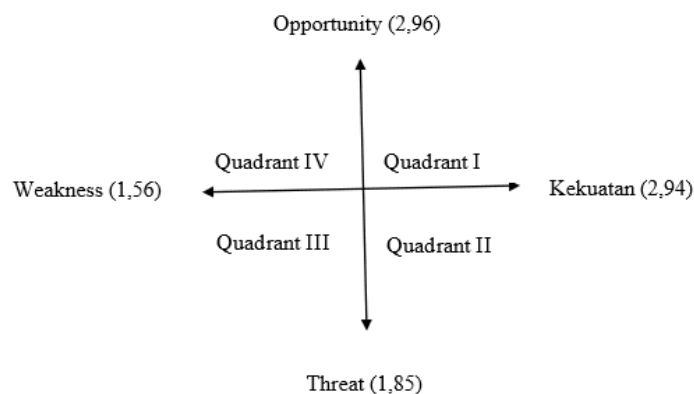 Opportunity (2,96)
Quadrant IV
Quadrant I
Weakness (1,56)
Kekuatan (2,94)
Quadrant III
Quadrant II
Threat (1,85)